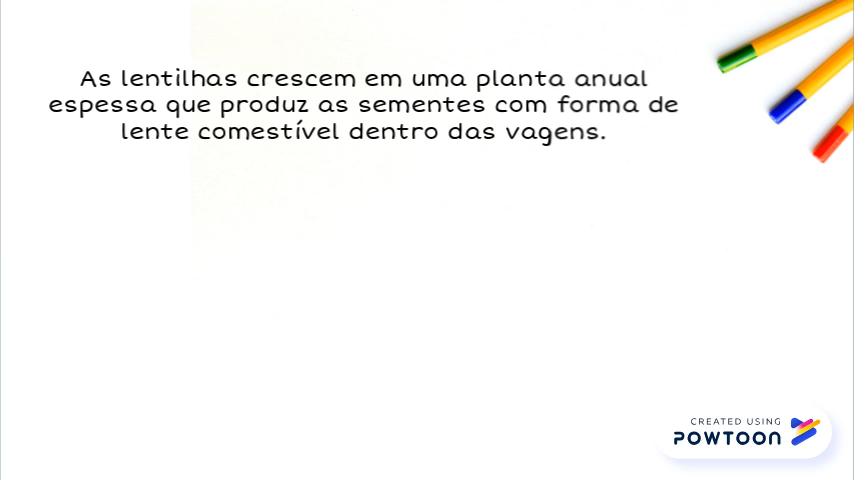 As lentilhas crescem em uma planta anual
espessa que produz as sementes com forma de
lente comestível dentro das vagens.
CREATED USING
POWTOON